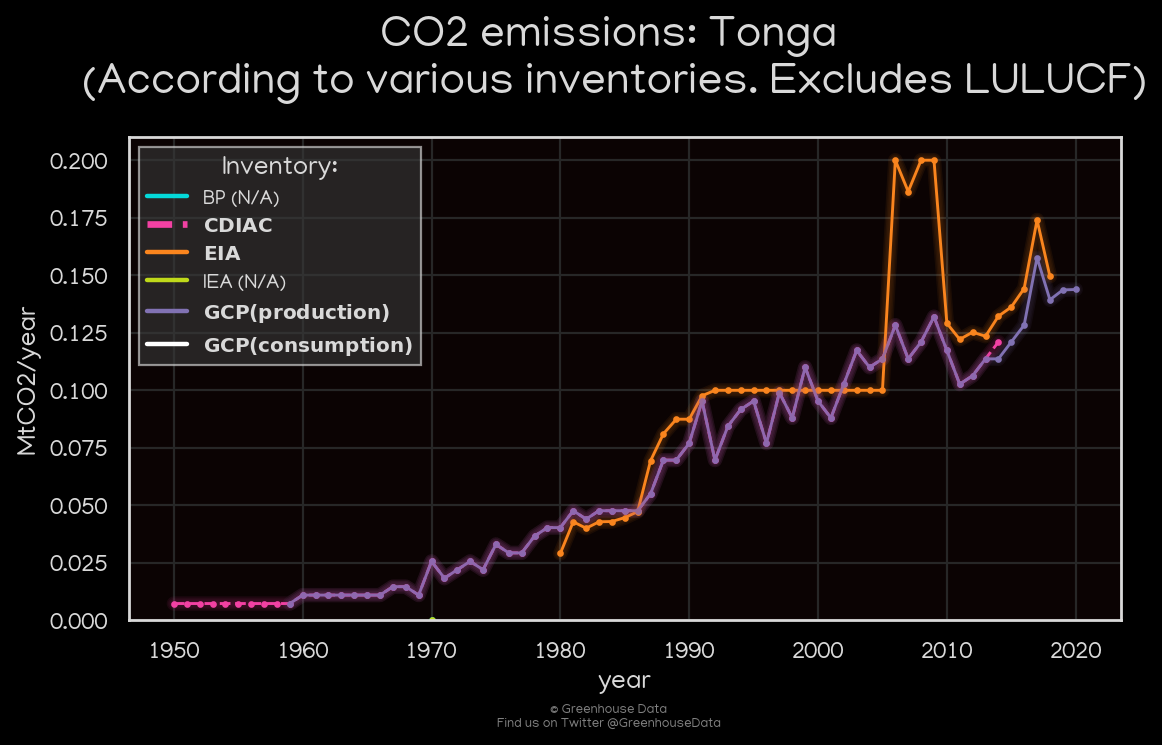 CO2 emissions: Tonga
(According to various inventories. Excludes LULUCF)
Inventory:
BP (N/A)
CDIAC
EIA
IEA (N/A)
GCP(production)
GCP(consumption)
MtCO2/year
0.200
0.175
0.150
0.125
0.100
0.075
0.050
0.025
0.000
1950 1960 1970 1980 1990 2000 2010 2020
year
© Greenhouse Data
Find us on Twitter @GreenhouseData